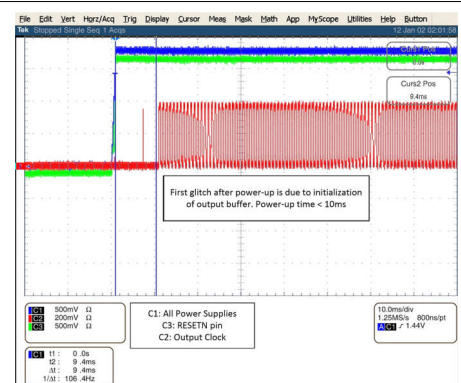 File Edit Vert Horz/Acq Trig Display Cursor Meas Mask Math App MyScope Utilities Help Button
Tek Stopped Single Seq 1 Acqs 12 Jan 02 02:01:58
Curs2 Pos
9.4ms
First glitch after power-up is due to initialization
of output buffer. Power-up time < 10ms
C1 500mV Ω
C2 200mV Ω
C3 500mV Ω
C1: All Power Supplies
C3: RESETN pin
C2: Output Clock
10.0ms/div
1.25MS/s 800ns/pt
A C1 ƒ 1.44V
C1 t1: 0.0s
t2: 9.4ms
Δt: 9.4ms
1/Δt: 106.4Hz